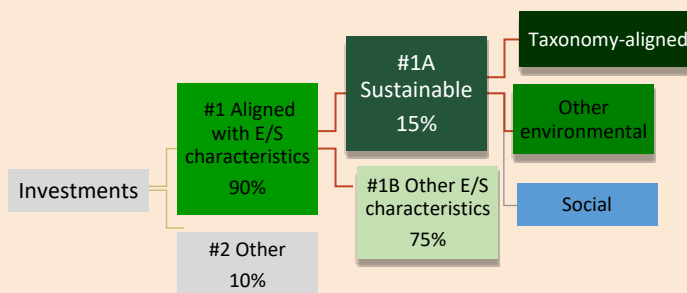 Investments
#1 Aligned
with E/S
characteristics
90%
#2 Other
10%
#1A
Sustainable
15%
#1B Other E/S
characteristics
75%
Taxonomy-aligned
Other
environmental
Social